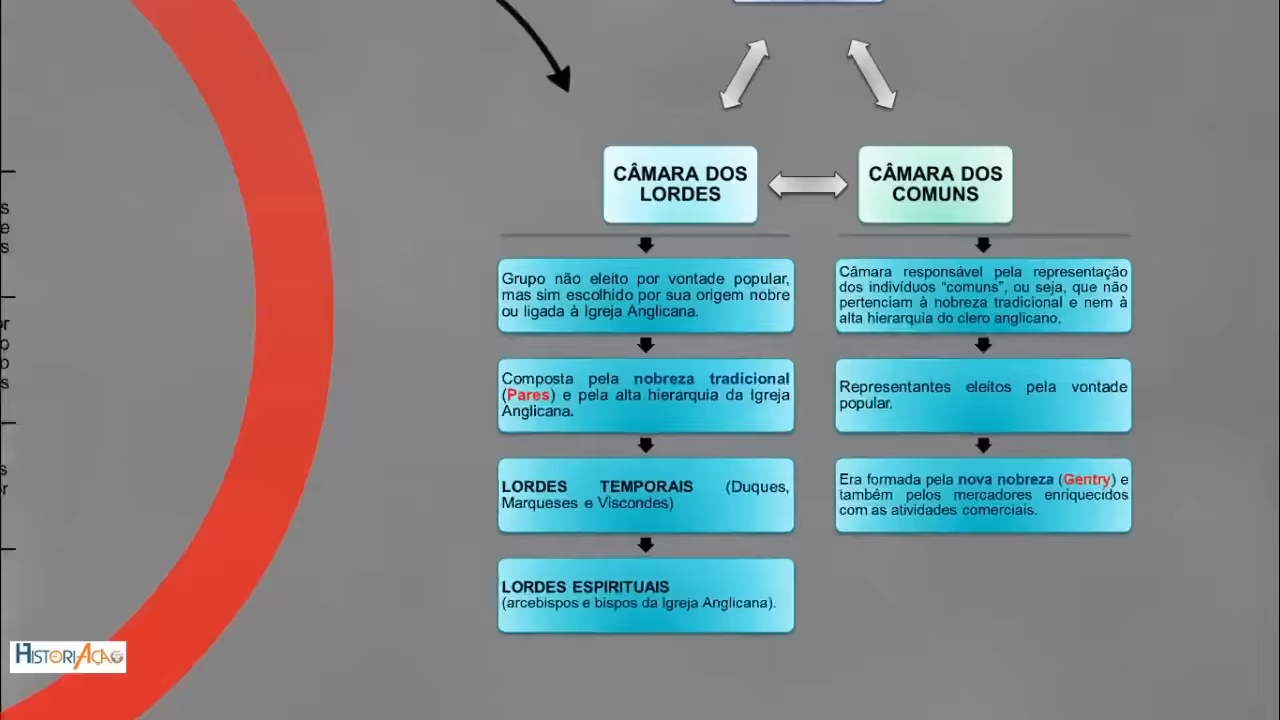 CÂMARA DOS
LORDES
CÂMARA DOS
COMUNS
Grupo não eleito por vontade popular,
mas sim escolhido por sua origem nobre
ou ligada à Igreja Anglicana.
Composta pela nobreza tradicional
(Pares) e pela alta hierarquia da Igreja
Anglicana.
LORDES TEMPORAIS (Duques,
Marqueses e Viscondes)
LORDES ESPIRITUAIS
(arcebispos e bispos da Igreja Anglicana).
Câmara responsável pela representação
dos indivíduos “comuns”, ou seja, que não
pertenciam à nobreza tradicional e nem à
alta hierarquia do clero anglicano.
Representantes eleitos pela vontade
popular.
Era formada pela nova nobreza (Gentry) e
também pelos mercadores enriquecidos
com as atividades comerciais.
HISTORIAÇÃO